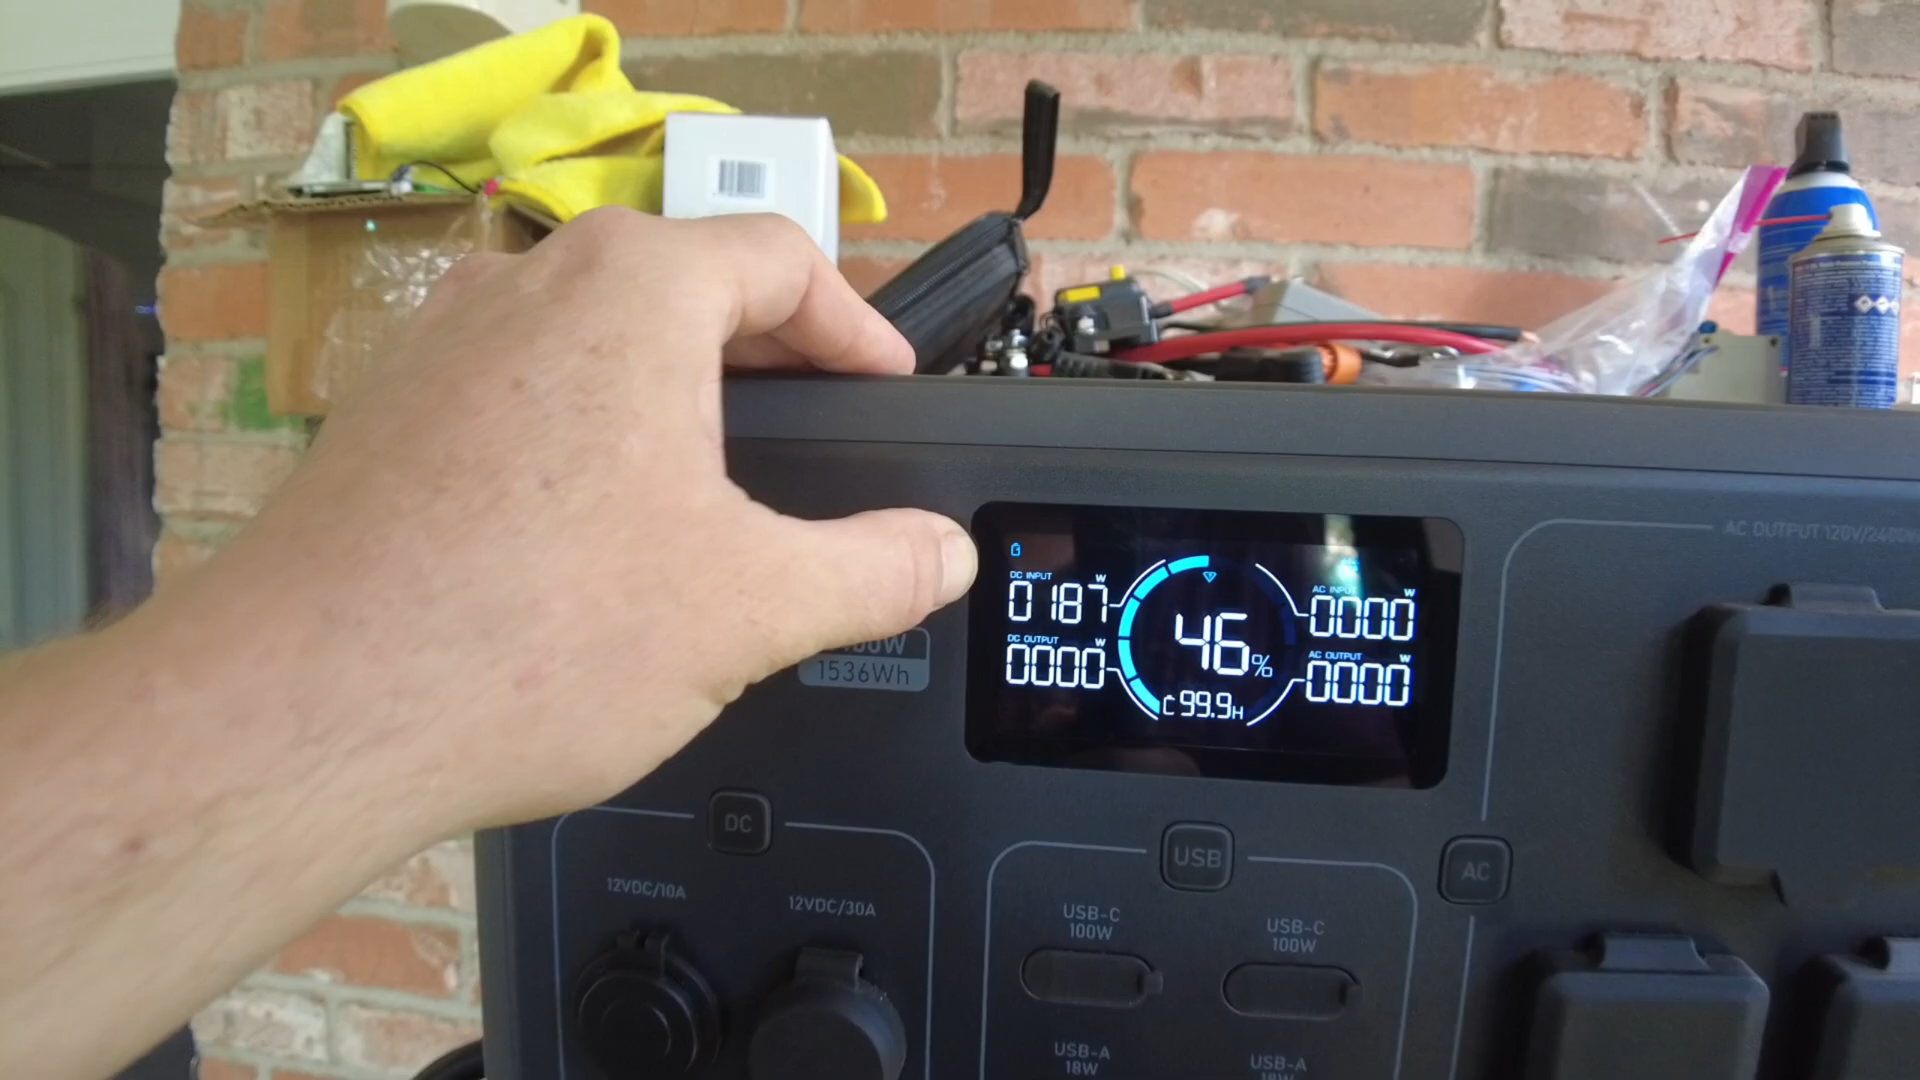 AC OUTPUT 120V/2400W
DC INPUT W
0187
DC OUTPUT W
0000
46%
99.9H
AC INPUT W
0000
AC OUTPUT W
0000
1536Wh
DC
12VDC/10A
12VDC/30A
USB
USB-C
100W
USB-C
100W
USB-A
18W
USB-A
18W
AC